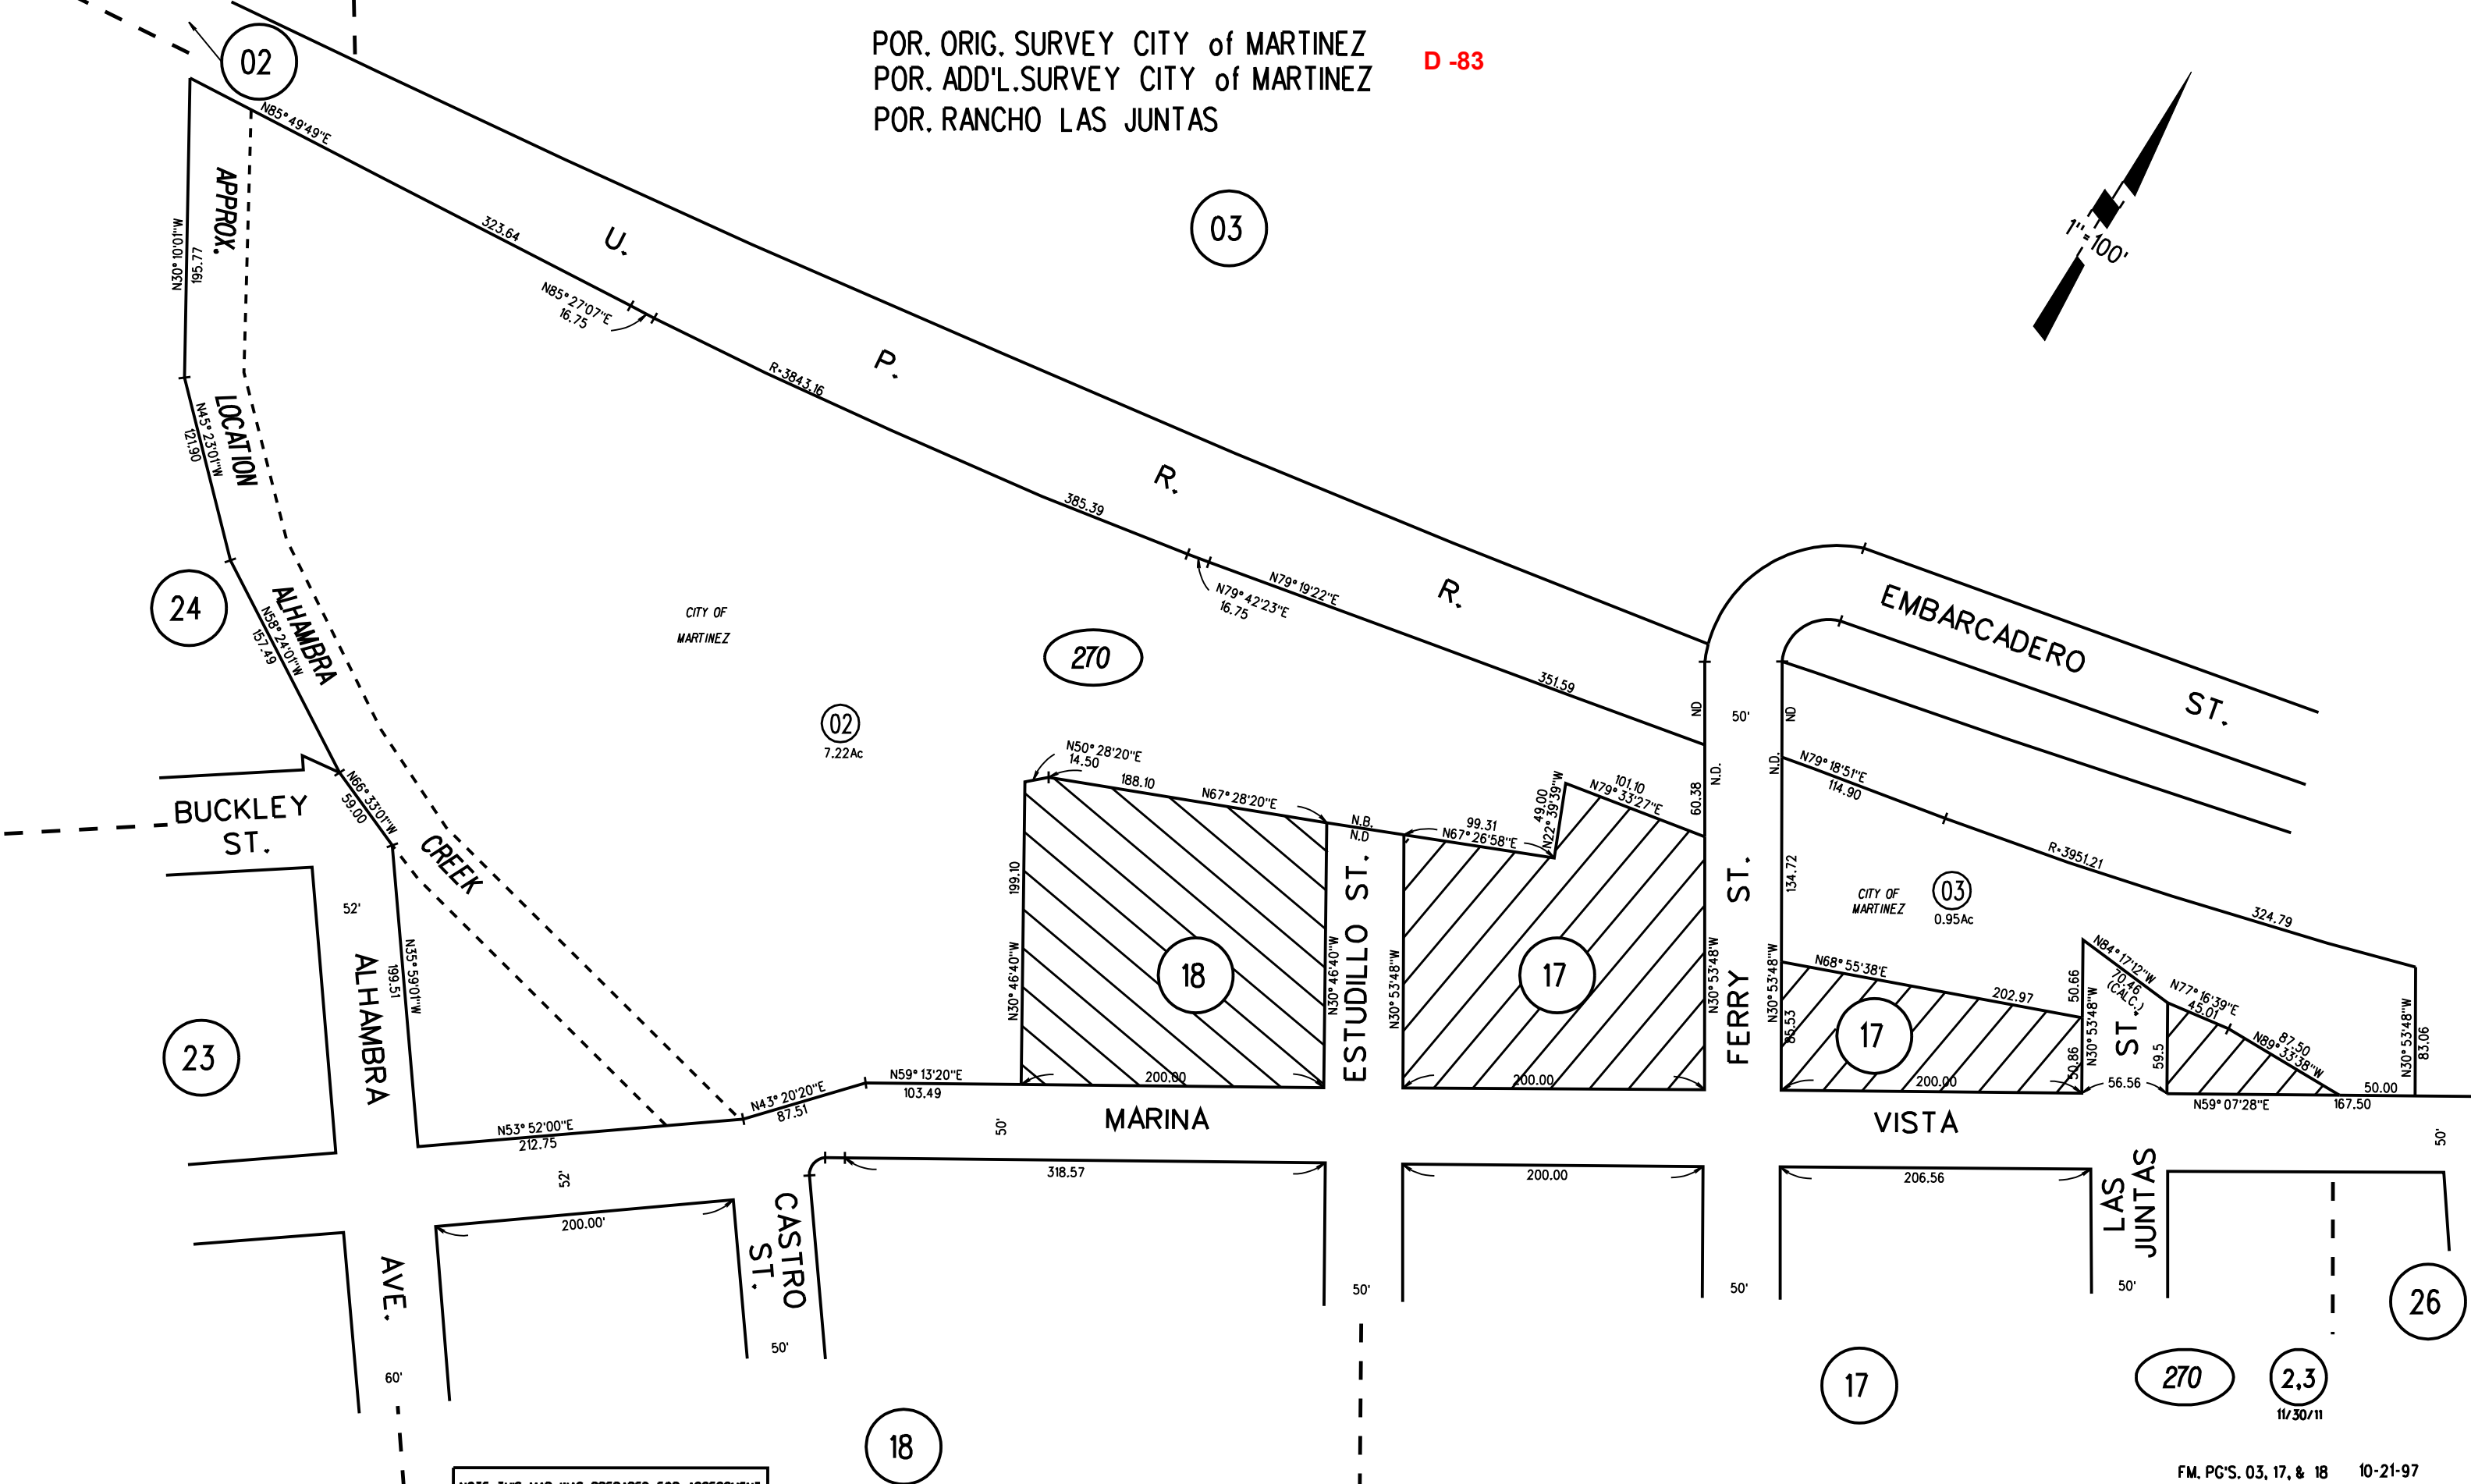 POR. ORIG. SURVEY CITY of MARTINEZ
D -83
POR. ADD'L. SURVEY CITY of MARTINEZ
POR. RANCHO LAS JUNTAS
02
03
1"=100'
N85°49'49"E
323.64
N85°27'07"E
16.75
R=3843.16
385.39
N79°42'23"E
16.75
N79°19'22"E
351.59
U. P. R. R.
APPROX. LOCATION ALHAMBRA CREEK
N30°10'01"W
195.77
N45°23'01"W
121.90
N58°24'01"W
157.49
N66°33'01"W
59.00
24
CITY OF
MARTINEZ
270
02
7.22Ac
EMBARCADERO ST.
50'
ND
ND
N.D.
N.D.
60.38
N79°18'51"E
114.90
R=3951.21
324.79
134.72
CITY OF
MARTINEZ
03
0.95Ac
N50°28'20"E
14.50
188.10
N67°28'20"E
N.B.
N.D
99.31
N67°26'58"E
49.00
N22°39'39"W
101.10
N79°33'27"E
BUCKLEY
ST.
52'
199.10
N30°46'40"W
18
N30°46'40"W
ESTUDILLO ST.
N30°53'48"W
17
N30°53'48"W
FERRY ST.
N30°53'48"W
N68°55'38"E
202.97
85.53
17
50.66
N30°53'48"W
50.86
ST.
N84°17'12"W
70.46
(CALC.)
N77°16'39"E
45.01
87.50
N89°33'38"W
59.5
N30°53'48"W
83.06
ALHAMBRA
N35°59'01"W
199.51
23
N53°52'00"E
212.75
N43°20'20"E
87.51
N59°13'20"E
103.49
200.00
200.00
200.00
56.56
N59°07'28"E
50.00
167.50
50'
MARINA
VISTA
50'
52'
318.57
200.00
206.56
200.00'
CASTRO
ST.
LAS
JUNTAS
AVE.
50'
50'
50'
50'
60'
26
17
18
270
2,3
11/30/11
FM. PG'S. 03, 17, & 18 10-21-97